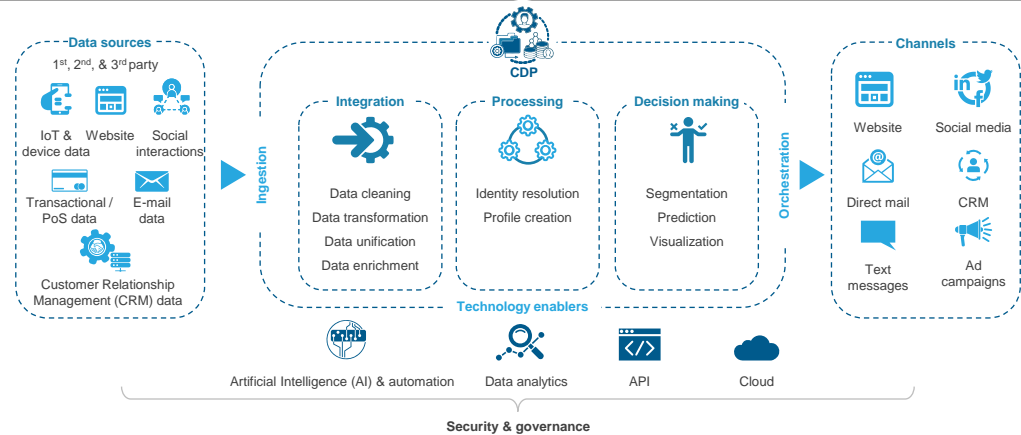 Data sources
1st, 2nd, & 3rd party
IoT &
device data
Website
Social
interactions
Transactional /
PoS data
E-mail
data
Customer Relationship
Management (CRM) data
Ingestion
CDP
Integration
Data cleaning
Data transformation
Data unification
Data enrichment
Processing
Identity resolution
Profile creation
Decision making
Segmentation
Prediction
Visualization
Orchestration
Channels
Website
Social media
in
f
@
Direct mail
CRM
Text
messages
Ad
campaigns
Technology enablers
Artificial Intelligence (AI) & automation
Data analytics
</>
API
Cloud
Security & governance